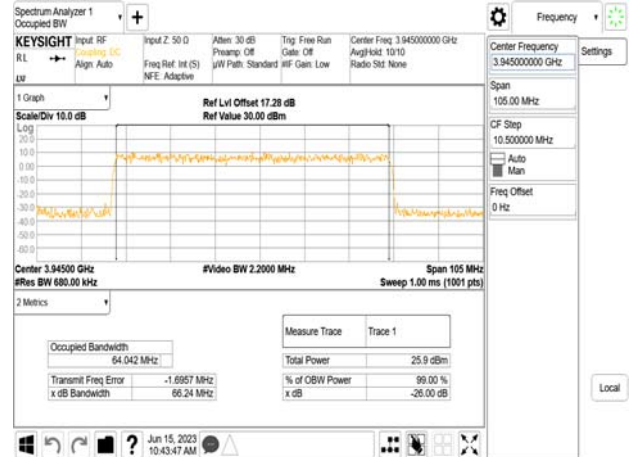 Spectrum Analyzer 1
Occupied BW
Frequency
KEYSIGHT Input: RF Input Z: 50 Ω Atten: 30 dB Trig: Free Run Center Freq: 3.945000000 GHz
Coupling: DC Preamp: Off Gate: Off Avg|Hold: 10/10
RL Align: Auto Freq Ref: Int (S) µW Path: Standard #IF Gain: Low Radio Std: None
NFE: Adaptive
Center Frequency
3.945000000 GHz
Settings
Span
105.00 MHz
CF Step
10.500000 MHz
Auto
Man
Freq Offset
0 Hz
Local
1 Graph
Ref Lvl Offset 17.28 dB
Scale/Div 10.0 dB Ref Value 30.00 dBm
Log
20.0
10.0
0.00
-10.0
-20.0
-30.0
-40.0
-50.0
-60.0
Center 3.94500 GHz #Video BW 2.2000 MHz Span 105 MHz
#Res BW 680.00 kHz Sweep 1.00 ms (1001 pts)
2 Metrics
Measure Trace Trace 1
Occupied Bandwidth
64.042 MHz
Total Power 25.9 dBm
Transmit Freq Error -1.6957 MHz % of OBW Power 99.00 %
x dB Bandwidth 66.24 MHz x dB -26.00 dB
? Jun 15, 2023
10:43:47 AM